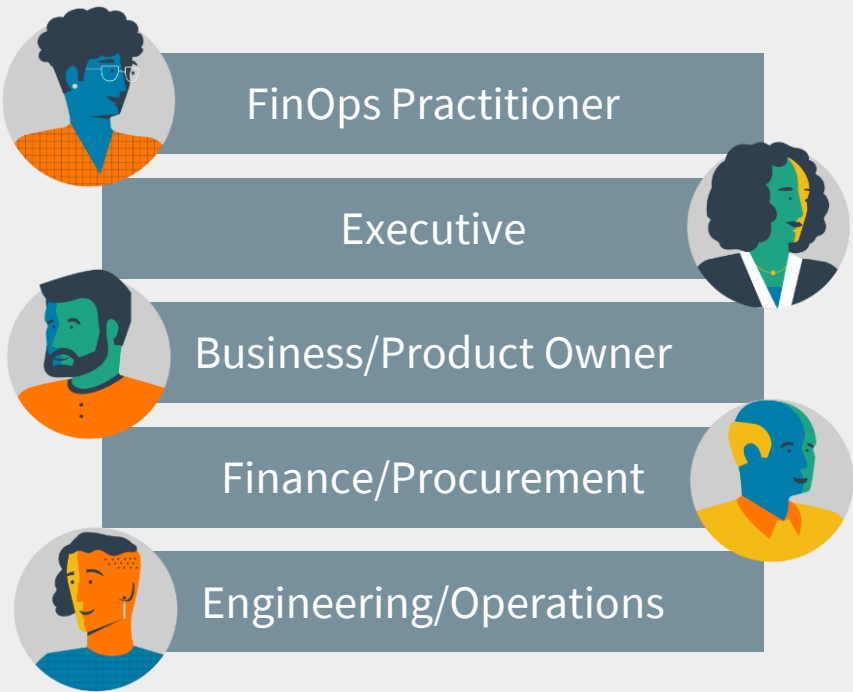 FinOps Practitioner
Executive
Business/Product Owner
Finance/Procurement
Engineering/Operations